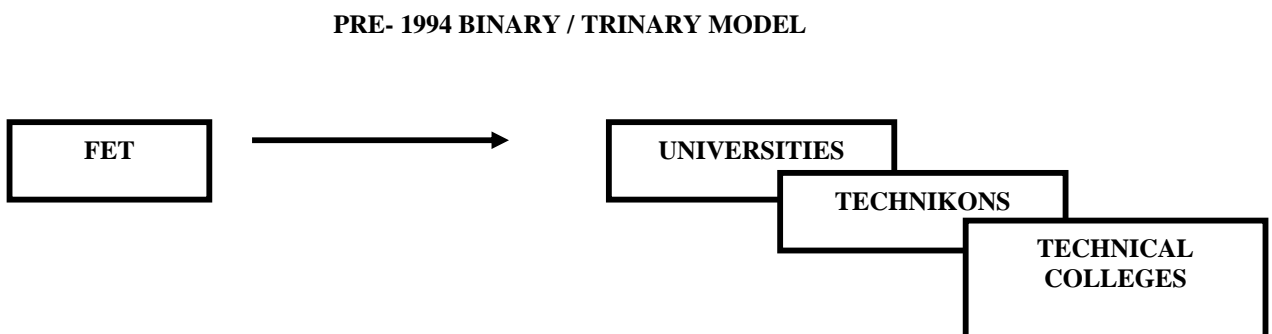 PRE- 1994 BINARY / TRINARY MODEL
FET
UNIVERSITIES
TECHNIKONS
TECHNICAL
COLLEGES